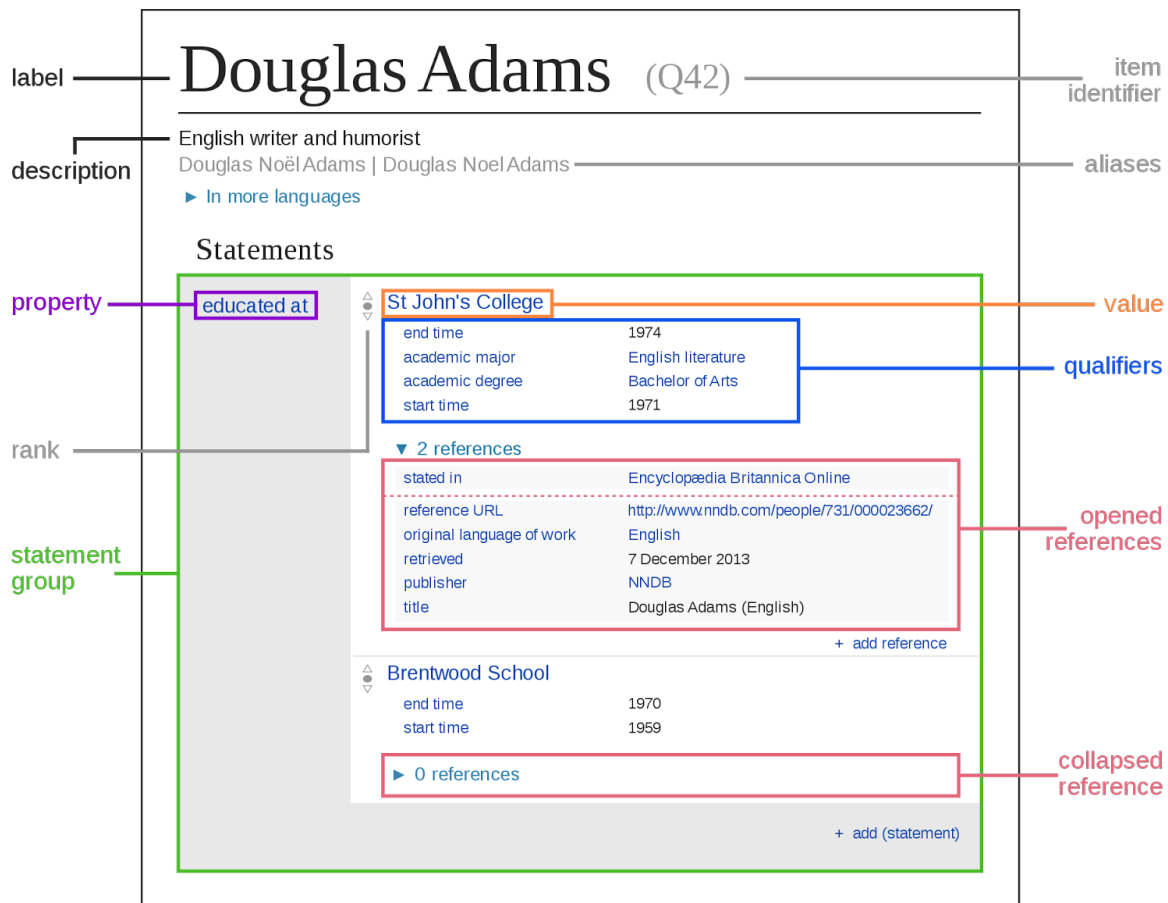 label
Douglas Adams (Q42)
item
identifier
English writer and humorist
description
Douglas Noël Adams | Douglas Noel Adams
aliases
► In more languages
Statements
property
educated at
St John's College
value
end time 1974
academic major English literature
academic degree Bachelor of Arts
start time 1971
qualifiers
rank
▼ 2 references
stated in Encyclopædia Britannica Online
reference URL http://www.nndb.com/people/731/000023662/
original language of work English
retrieved 7 December 2013
publisher NNDB
title Douglas Adams (English)
opened
references
statement
group
+ add reference
Brentwood School
end time 1970
start time 1959
► 0 references
collapsed
reference
+ add (statement)